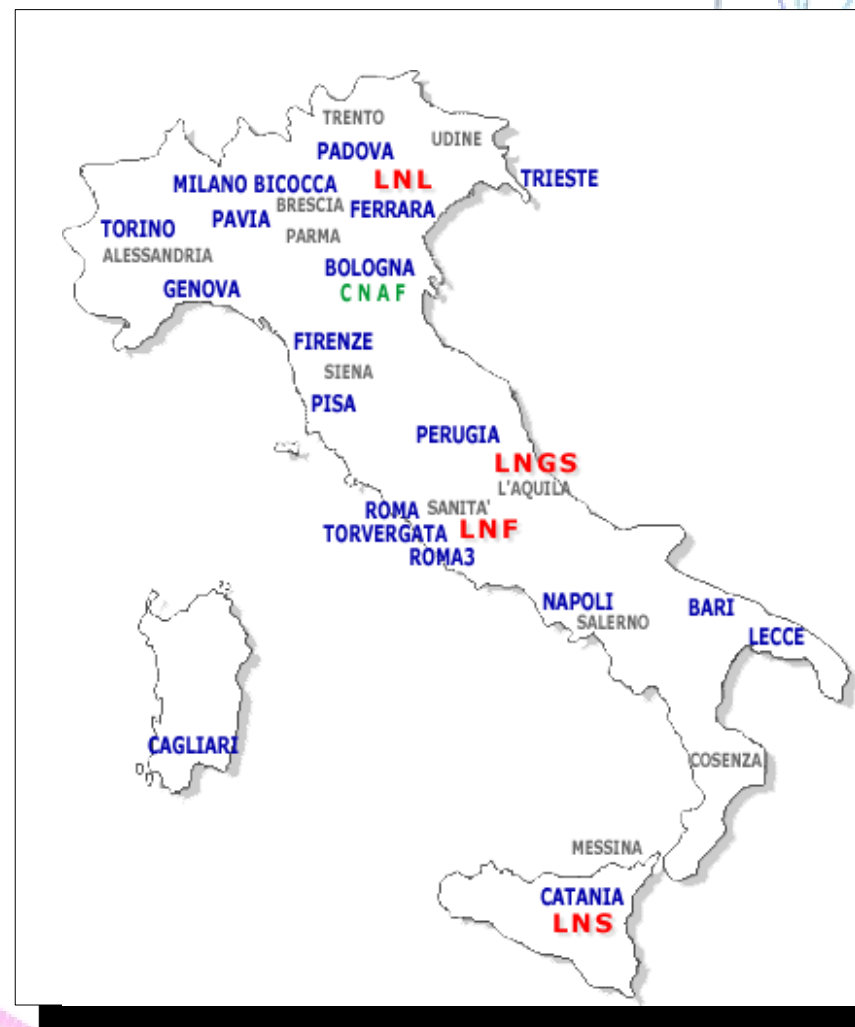 TRENTO
UDINE
PADOVA
TRIESTE
MILANO BICOCCA
LNL
BRESCIA
FERRARA
PAVIA
TORINO
PARMA
ALESSANDRIA
BOLOGNA
GENOVA
CNAF
FIRENZE
SIENA
PISA
PERUGIA
LNGS
L'AQUILA
ROMA
SANITA'
TORVERGATA
LNF
ROMA3
NAPOLI
BARI
SALERNO
LECCE
CAGLIARI
COSENZA
MESSINA
CATANIA
LNS